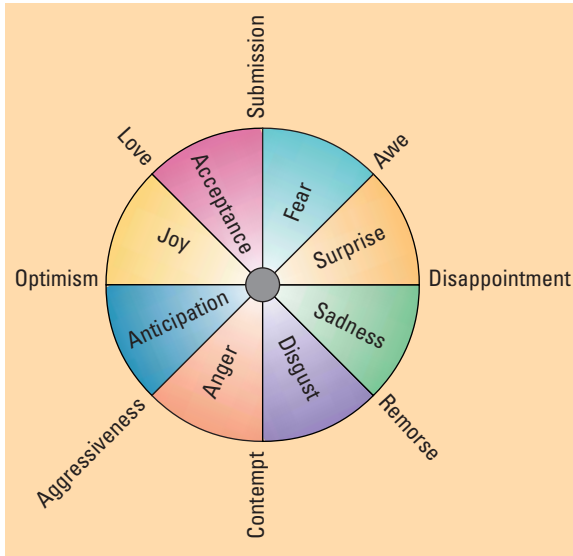 Submission
Love
Awe
Acceptance
Fear
Joy
Surprise
Optimism
Disappointment
Anticipation
Sadness
Anger
Disgust
Aggressiveness
Remorse
Contempt